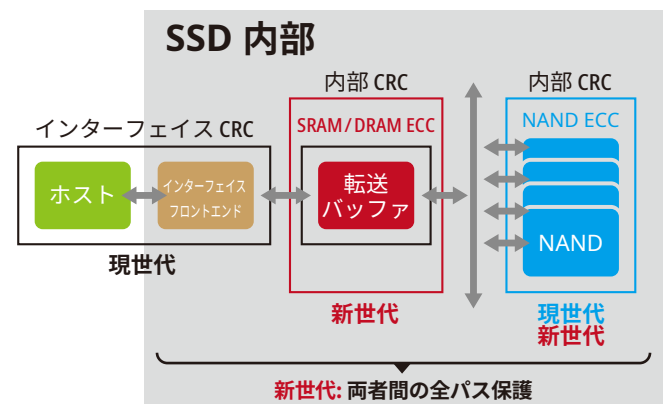 SSD 内部
内部 CRC
内部 CRC
インターフェイス CRC
SRAM/DRAM ECC
NAND ECC
ホスト
インターフェイス
フロントエンド
転送
バッファ
NAND
現世代
新世代
現世代
新世代
新世代: 両者間の全パス保護